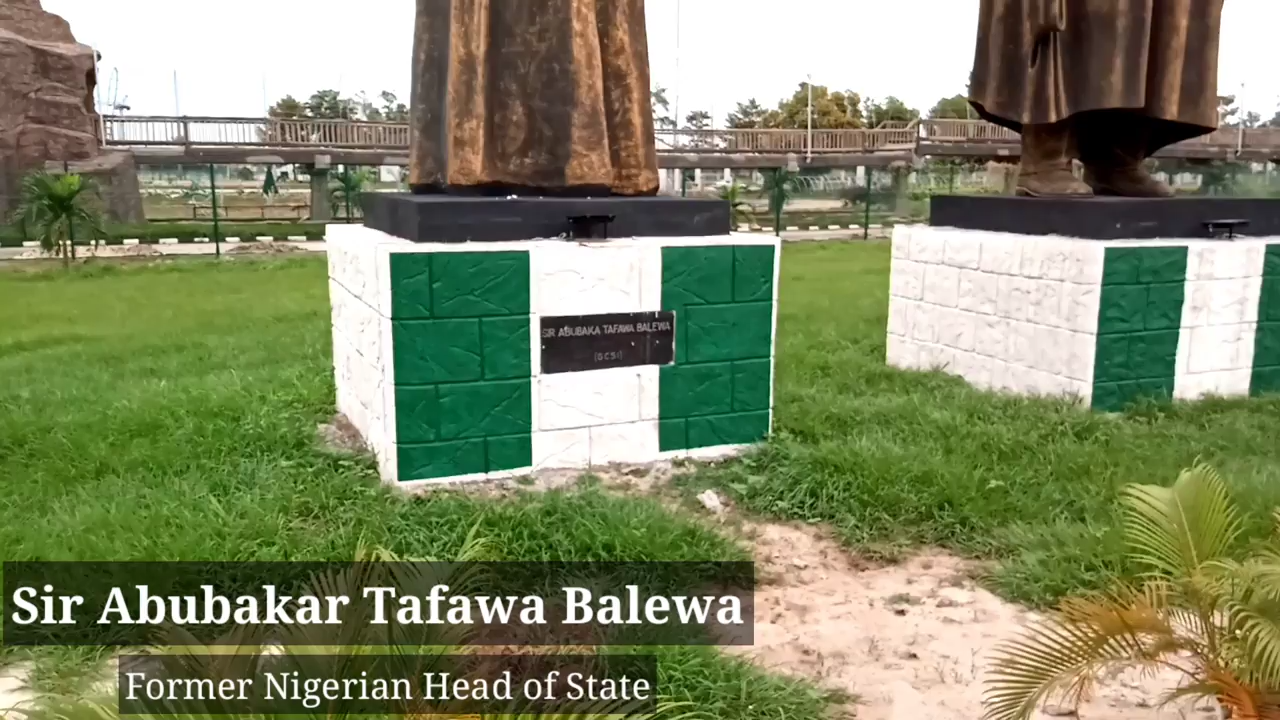 SIR ABUBAKA TAFAWA BALEWA
(GCSI)
Sir Abubakar Tafawa Balewa
Former Nigerian Head of State